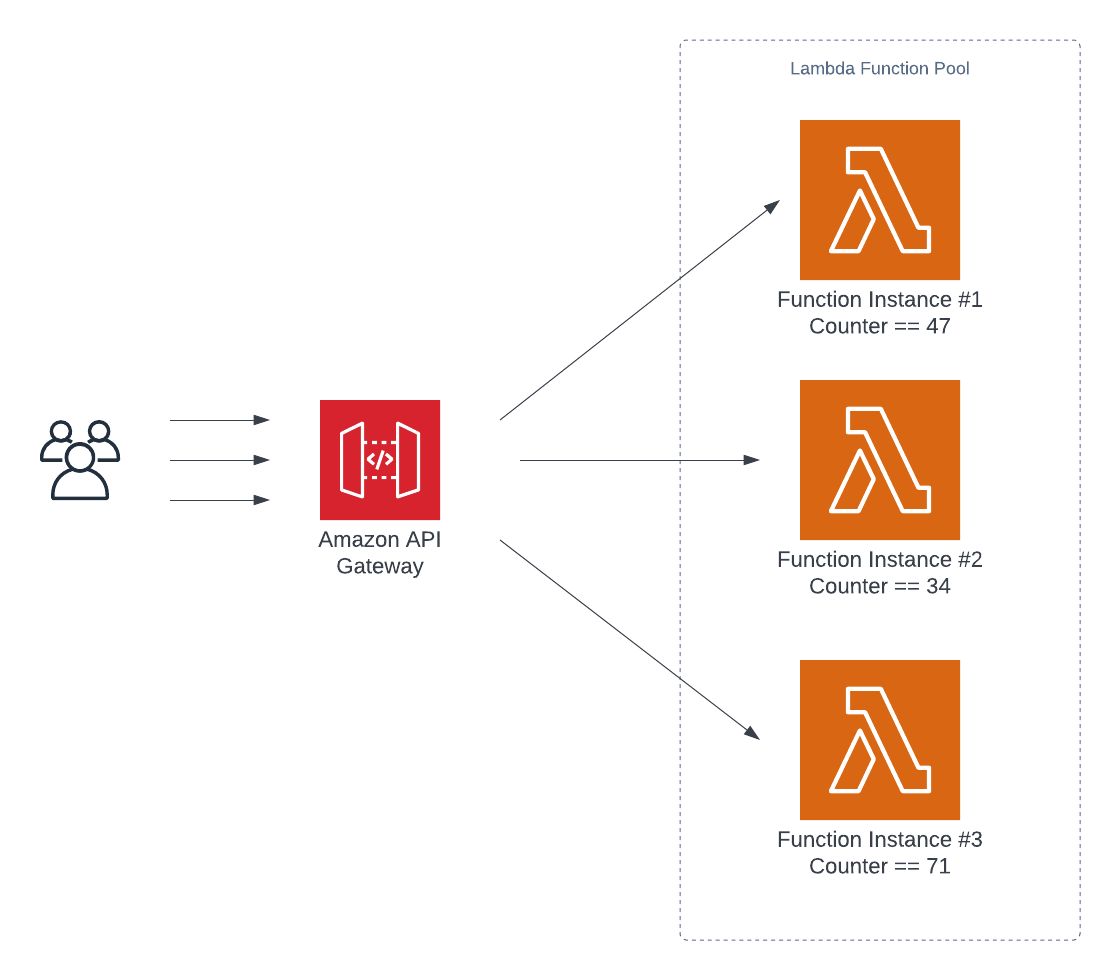 Lambda Function Pool
Function Instance #1
Counter == 47
</>
Amazon API
Gateway
Function Instance #2
Counter == 34
Function Instance #3
Counter == 71